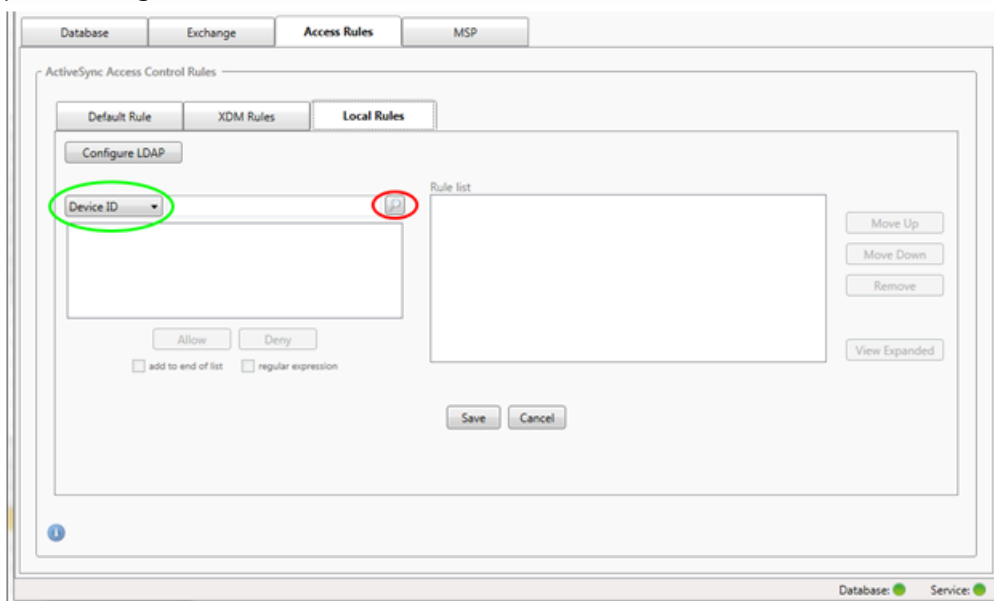 Database Exchange Access Rules MSP
ActiveSync Access Control Rules
Default Rule XDM Rules Local Rules
Configure LDAP
Rule list
Device ID
Move Up
Move Down
Remove
Allow Deny
View Expanded
add to end of list regular expression
Save Cancel
Database: Service: